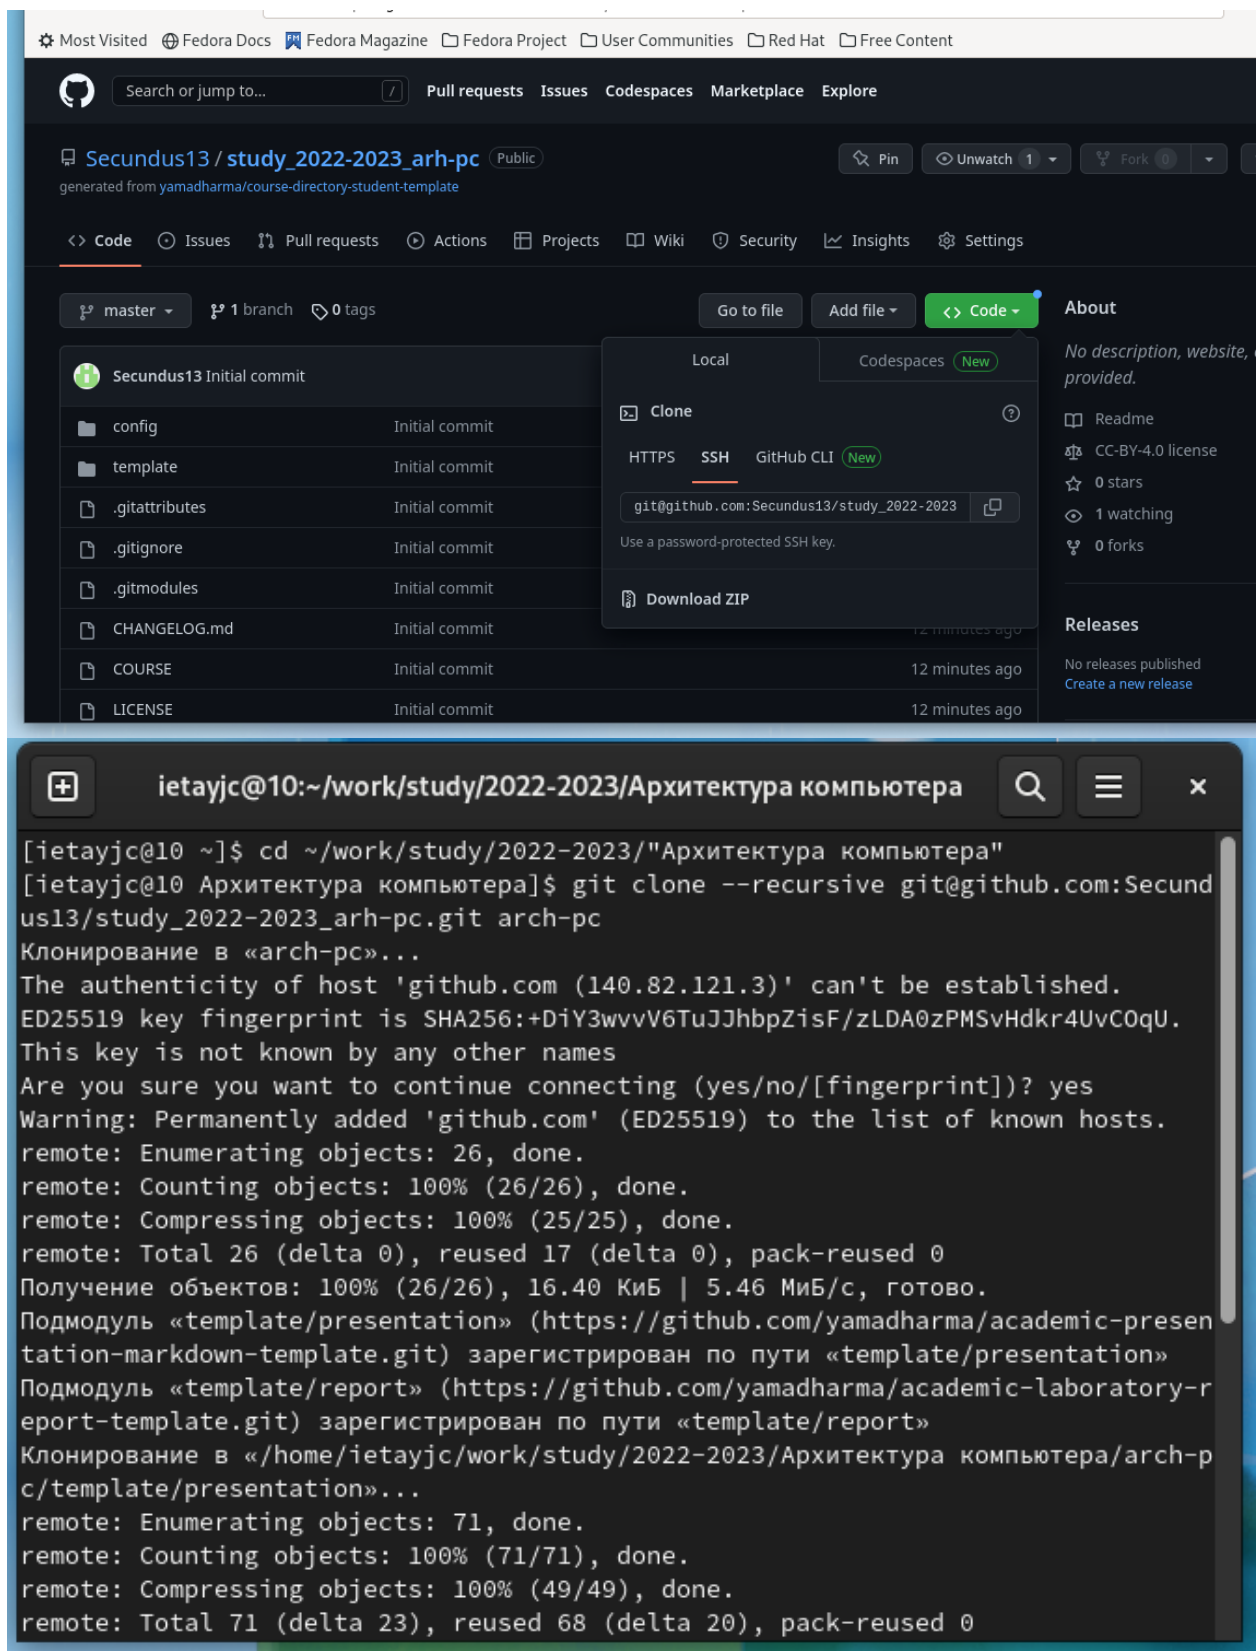 Most Visited Fedora Docs Fedora Magazine Fedora Project User Communities Red Hat Free Content
Search or jump to... / Pull requests Issues Codespaces Marketplace Explore
Secundus13 / study_2022-2023_arh-pc Public Pin Unwatch 1 Fork 0
generated from yamadharma/course-directory-student-template
Code Issues Pull requests Actions Projects Wiki Security Insights Settings
master 1 branch 0 tags Go to file Add file Code
Secundus13 Initial commit
config Initial commit
template Initial commit
.gitattributes Initial commit
.gitignore Initial commit
.gitmodules Initial commit
CHANGELOG.md Initial commit 12 minutes ago
COURSE Initial commit 12 minutes ago
LICENSE Initial commit 12 minutes ago
Local Codespaces New
Clone
HTTPS SSH GitHub CLI New
git@github.com:Secundus13/study_2022-2023
Use a password-protected SSH key.
Download ZIP
About
No description, website,
provided.
Readme
CC-BY-4.0 license
0 stars
1 watching
0 forks
Releases
No releases published
Create a new release
ietayjc@10:~/work/study/2022-2023/Архитектура компьютера
[ietayjc@10 ~]$ cd ~/work/study/2022-2023/"Архитектура компьютера"
[ietayjc@10 Архитектура компьютера]$ git clone --recursive git@github.com:Secund
us13/study_2022-2023_arh-pc.git arch-pc
Клонирование в «arch-pc»...
The authenticity of host 'github.com (140.82.121.3)' can't be established.
ED25519 key fingerprint is SHA256:+DiY3wvvV6TuJJhbpZisF/zLDA0zPMSvHdkr4UvCOqU.
This key is not known by any other names
Are you sure you want to continue connecting (yes/no/[fingerprint])? yes
Warning: Permanently added 'github.com' (ED25519) to the list of known hosts.
remote: Enumerating objects: 26, done.
remote: Counting objects: 100% (26/26), done.
remote: Compressing objects: 100% (25/25), done.
remote: Total 26 (delta 0), reused 17 (delta 0), pack-reused 0
Получение объектов: 100% (26/26), 16.40 КиБ | 5.46 МиБ/с, готово.
Подмодуль «template/presentation» (https://github.com/yamadharma/academic-presen
tation-markdown-template.git) зарегистрирован по пути «template/presentation»
Подмодуль «template/report» (https://github.com/yamadharma/academic-laboratory-r
eport-template.git) зарегистрирован по пути «template/report»
Клонирование в «/home/ietayjc/work/study/2022-2023/Архитектура компьютера/arch-p
c/template/presentation»...
remote: Enumerating objects: 71, done.
remote: Counting objects: 100% (71/71), done.
remote: Compressing objects: 100% (49/49), done.
remote: Total 71 (delta 23), reused 68 (delta 20), pack-reused 0